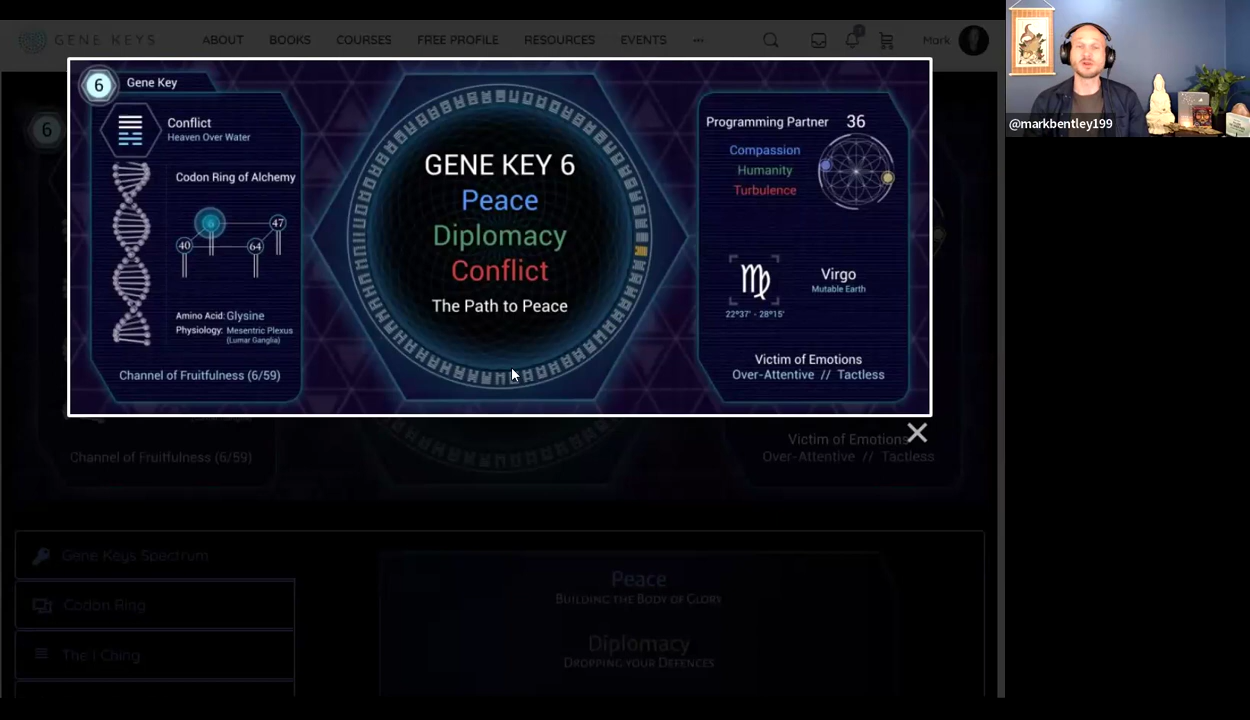 GENE KEYS
ABOUT
BOOKS
COURSES
FREE PROFILE
RESOURCES
EVENTS
Mark
@markbentley199
6
Gene Key
Conflict
Heaven Over Water
Codon Ring of Alchemy
6
47
40
64
Amino Acid: Glysine
Physiology: Mesentric Plexus
(Lumar Ganglia)
Channel of Fruitfulness (6/59)
GENE KEY 6
Peace
Diplomacy
Conflict
The Path to Peace
Programming Partner 36
Compassion
Humanity
Turbulence
Virgo
Mutable Earth
22º37' - 28º15'
Victim of Emotions
Over-Attentive // Tactless
6
Channel of Fruitfulness (6/59)
Victim of Emotions
Over-Attentive // Tactless
Gene Keys Spectrum
Codon Ring
The I Ching
Peace
BUILDING THE BODY OF GLORY
Diplomacy
DROPPING YOUR DEFENCES